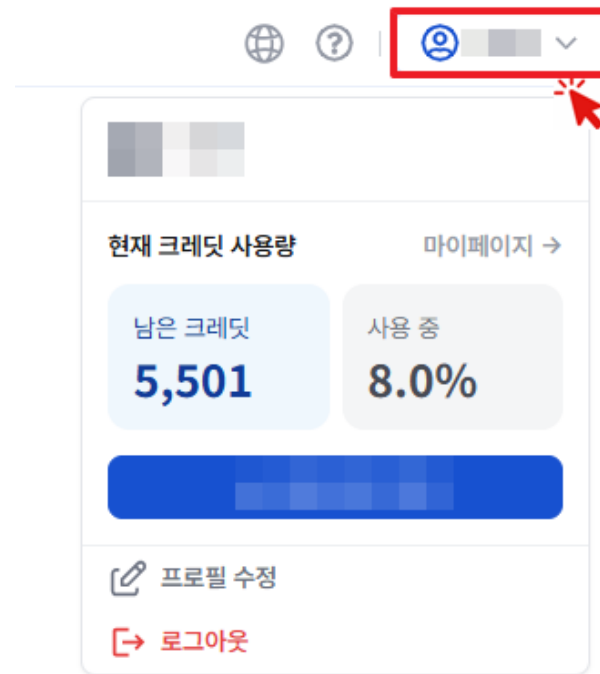 현재 크레딧 사용량
마이페이지 →
남은 크레딧
사용 중
5,501
8.0%
프로필 수정
로그아웃